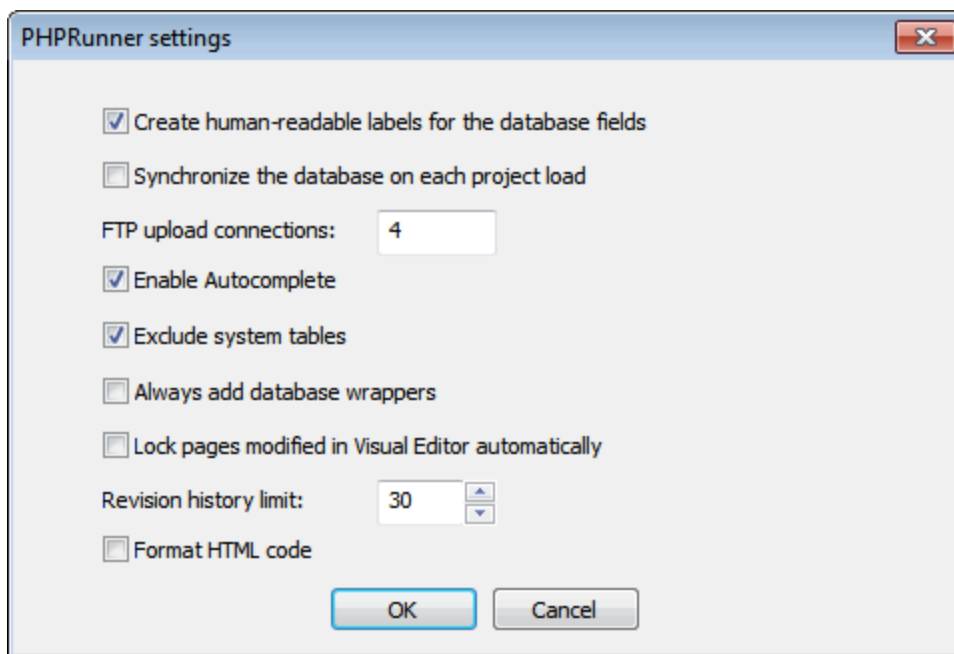 PHPRunner settings
Create human-readable labels for the database fields
Synchronize the database on each project load
FTP upload connections: 4
Enable Autocomplete
Exclude system tables
Always add database wrappers
Lock pages modified in Visual Editor automatically
Revision history limit: 30
Format HTML code
OK Cancel